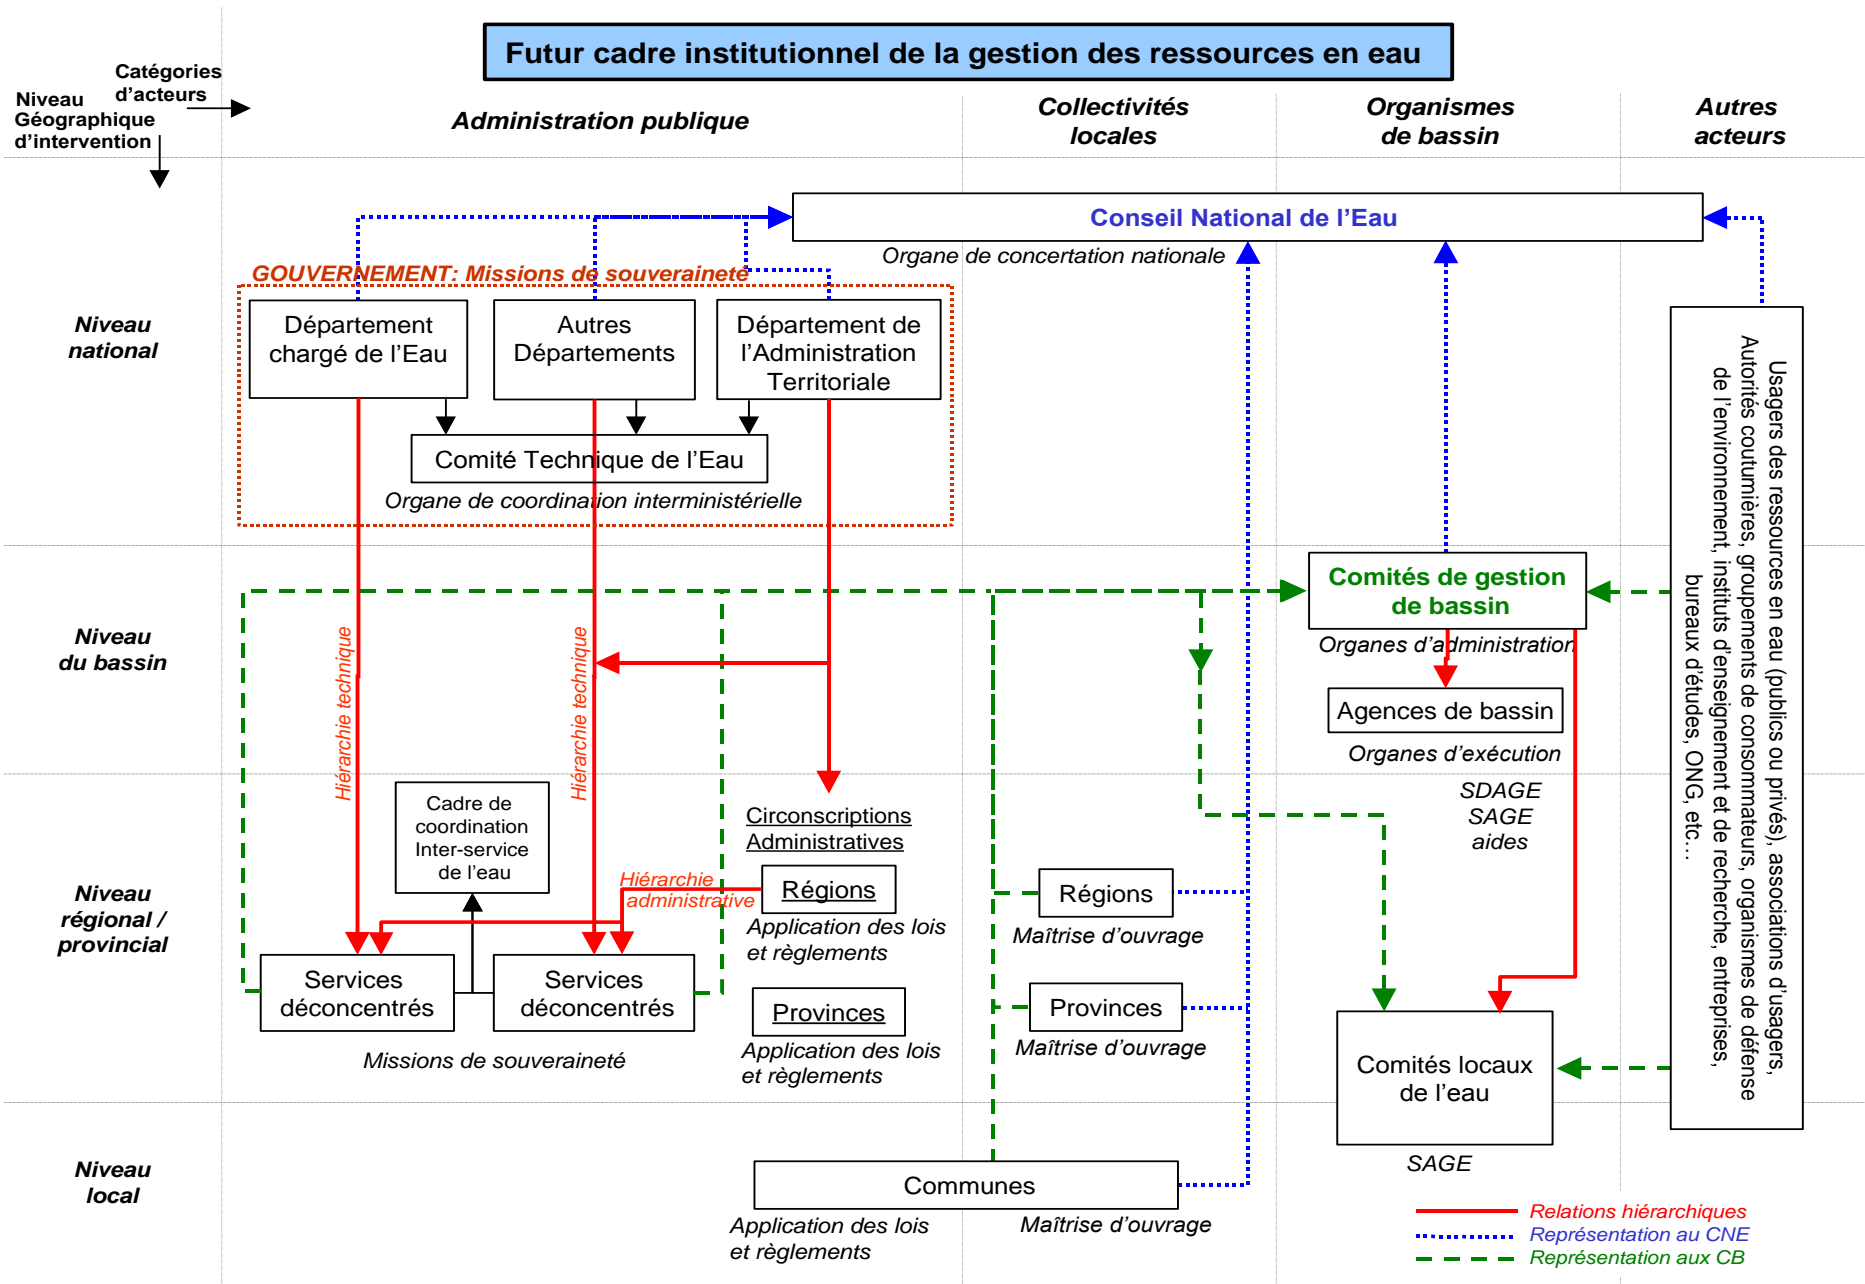 Futur cadre institutionnel de la gestion des ressources en eau
Catégories
d'acteurs
Niveau
Géographique
d'intervention
Administration publique
Collectivités
locales
Organismes
de bassin
Autres
acteurs
Conseil National de l'Eau
Organe de concertation nationale
GOUVERNEMENT: Missions de souveraineté
Niveau
national
Département
chargé de l'Eau
Autres
Départements
Département de
l'Administration
Territoriale
Comité Technique de l'Eau
Organe de coordination interministérielle
Usagers des ressources en eau (publics ou privés), associations d'usagers,
Autorités coutumières, groupements de consommateurs, organismes de défense
de l'environnement, instituts d'enseignement et de recherche, entreprises,
bureaux d'études, ONG, etc...
Niveau
du bassin
Hiérarchie technique
Hiérarchie technique
Comités de gestion
de bassin
Organes d'administration
Agences de bassin
Organes d'exécution
SDAGE
SAGE
aides
Niveau
régional /
provincial
Cadre de
coordination
Inter-service
de l'eau
Circonscriptions
Administratives
Hiérarchie
administrative
Régions
Application des lois
et règlements
Régions
Maîtrise d'ouvrage
Services
déconcentrés
Services
déconcentrés
Missions de souveraineté
Provinces
Application des lois
et règlements
Provinces
Maîtrise d'ouvrage
Comités locaux
de l'eau
SAGE
Niveau
local
Communes
Application des lois
et règlements
Maîtrise d'ouvrage
Relations hiérarchiques
Représentation au CNE
Représentation aux CB